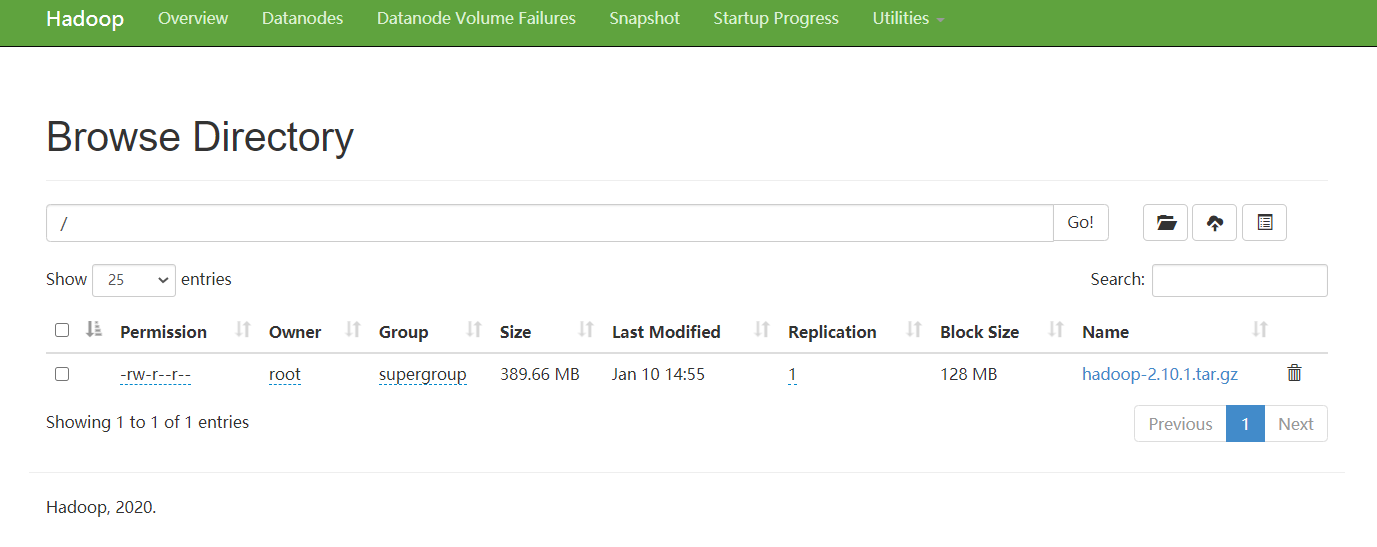 Hadoop Overview Datanodes Datanode Volume Failures Snapshot Startup Progress Utilities
Browse Directory
/ Go!
Show 25 entries Search:
Permission Owner Group Size Last Modified Replication Block Size Name
-rw-r--r-- root supergroup 389.66 MB Jan 10 14:55 1 128 MB hadoop-2.10.1.tar.gz
Showing 1 to 1 of 1 entries Previous 1 Next
Hadoop, 2020.